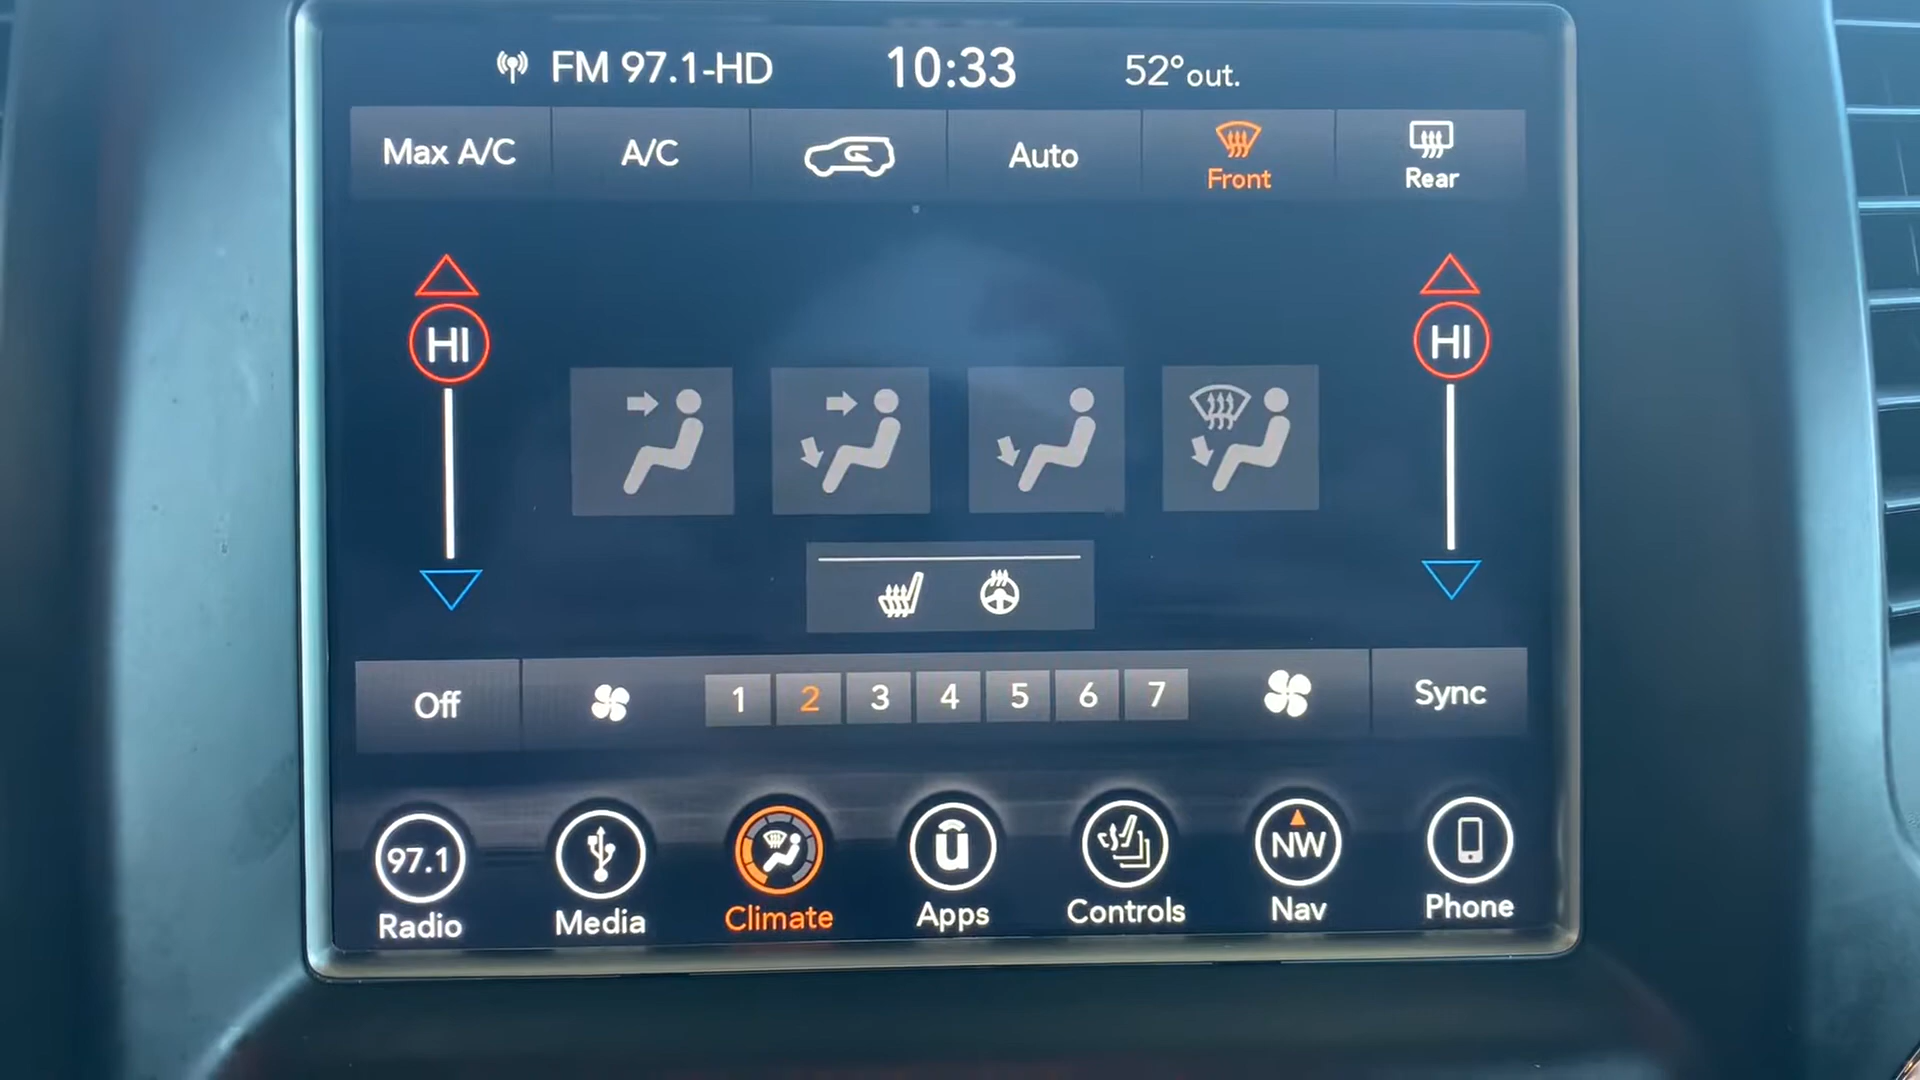 FM 97.1-HD 10:33 52°out.
Max A/C A/C Auto Front Rear
HI HI
Off 1 2 3 4 5 6 7 Sync
97.1 ū NW
Radio Media Climate Apps Controls Nav Phone